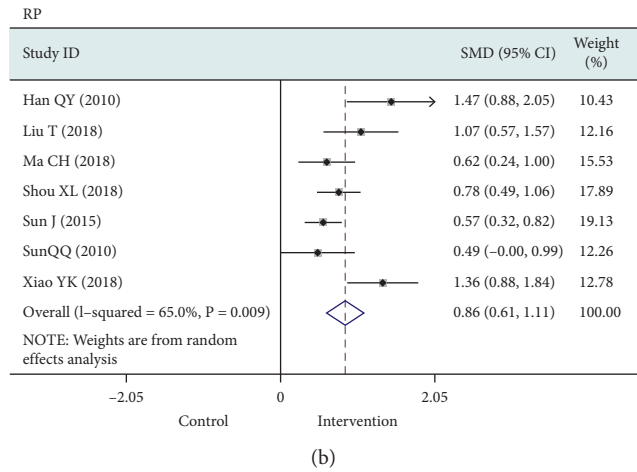 RP
Study ID SMD (95% CI) Weight (%)
Han QY (2010) 1.47 (0.88, 2.05) 10.43
Liu T (2018) 1.07 (0.57, 1.57) 12.16
Ma CH (2018) 0.62 (0.24, 1.00) 15.53
Shou XL (2018) 0.78 (0.49, 1.06) 17.89
Sun J (2015) 0.57 (0.32, 0.82) 19.13
SunQQ (2010) 0.49 (–0.00, 0.99) 12.26
Xiao YK (2018) 1.36 (0.88, 1.84) 12.78
Overall (l–squared = 65.0%, P = 0.009) 0.86 (0.61, 1.11) 100.00
NOTE: Weights are from random
effects analysis
–2.05 0 2.05
Control Intervention
(b)